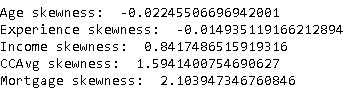 Age skewness:  -0.02245506696942001
Experience skewness:  -0.014935119166212894
Income skewness:  0.8417486515919316
CCAvg skewness:  1.5941400754690627
Mortgage skewness:  2.103947346760846